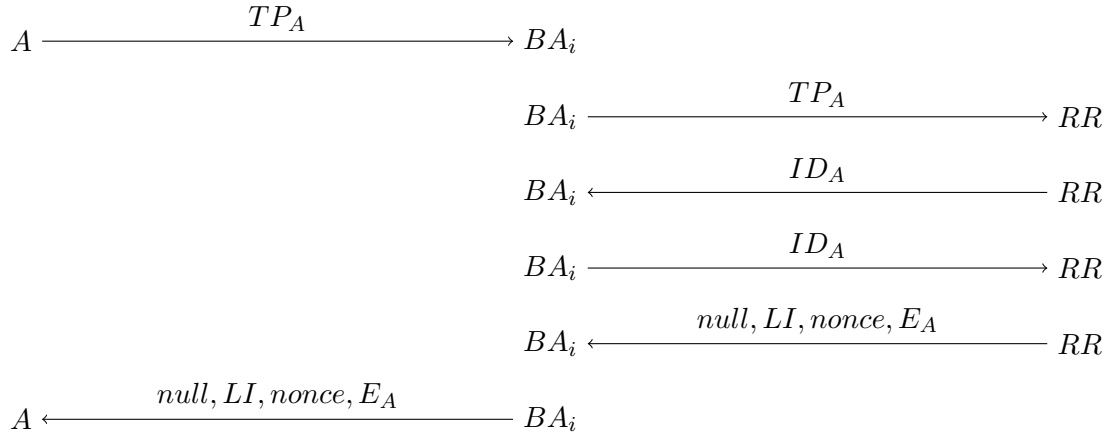 TP_A
A BA_i
TP_A
BA_i RR
ID_A
BA_i RR
ID_A
BA_i RR
null, LI, nonce, E_A
BA_i RR
null, LI, nonce, E_A
A BA_i